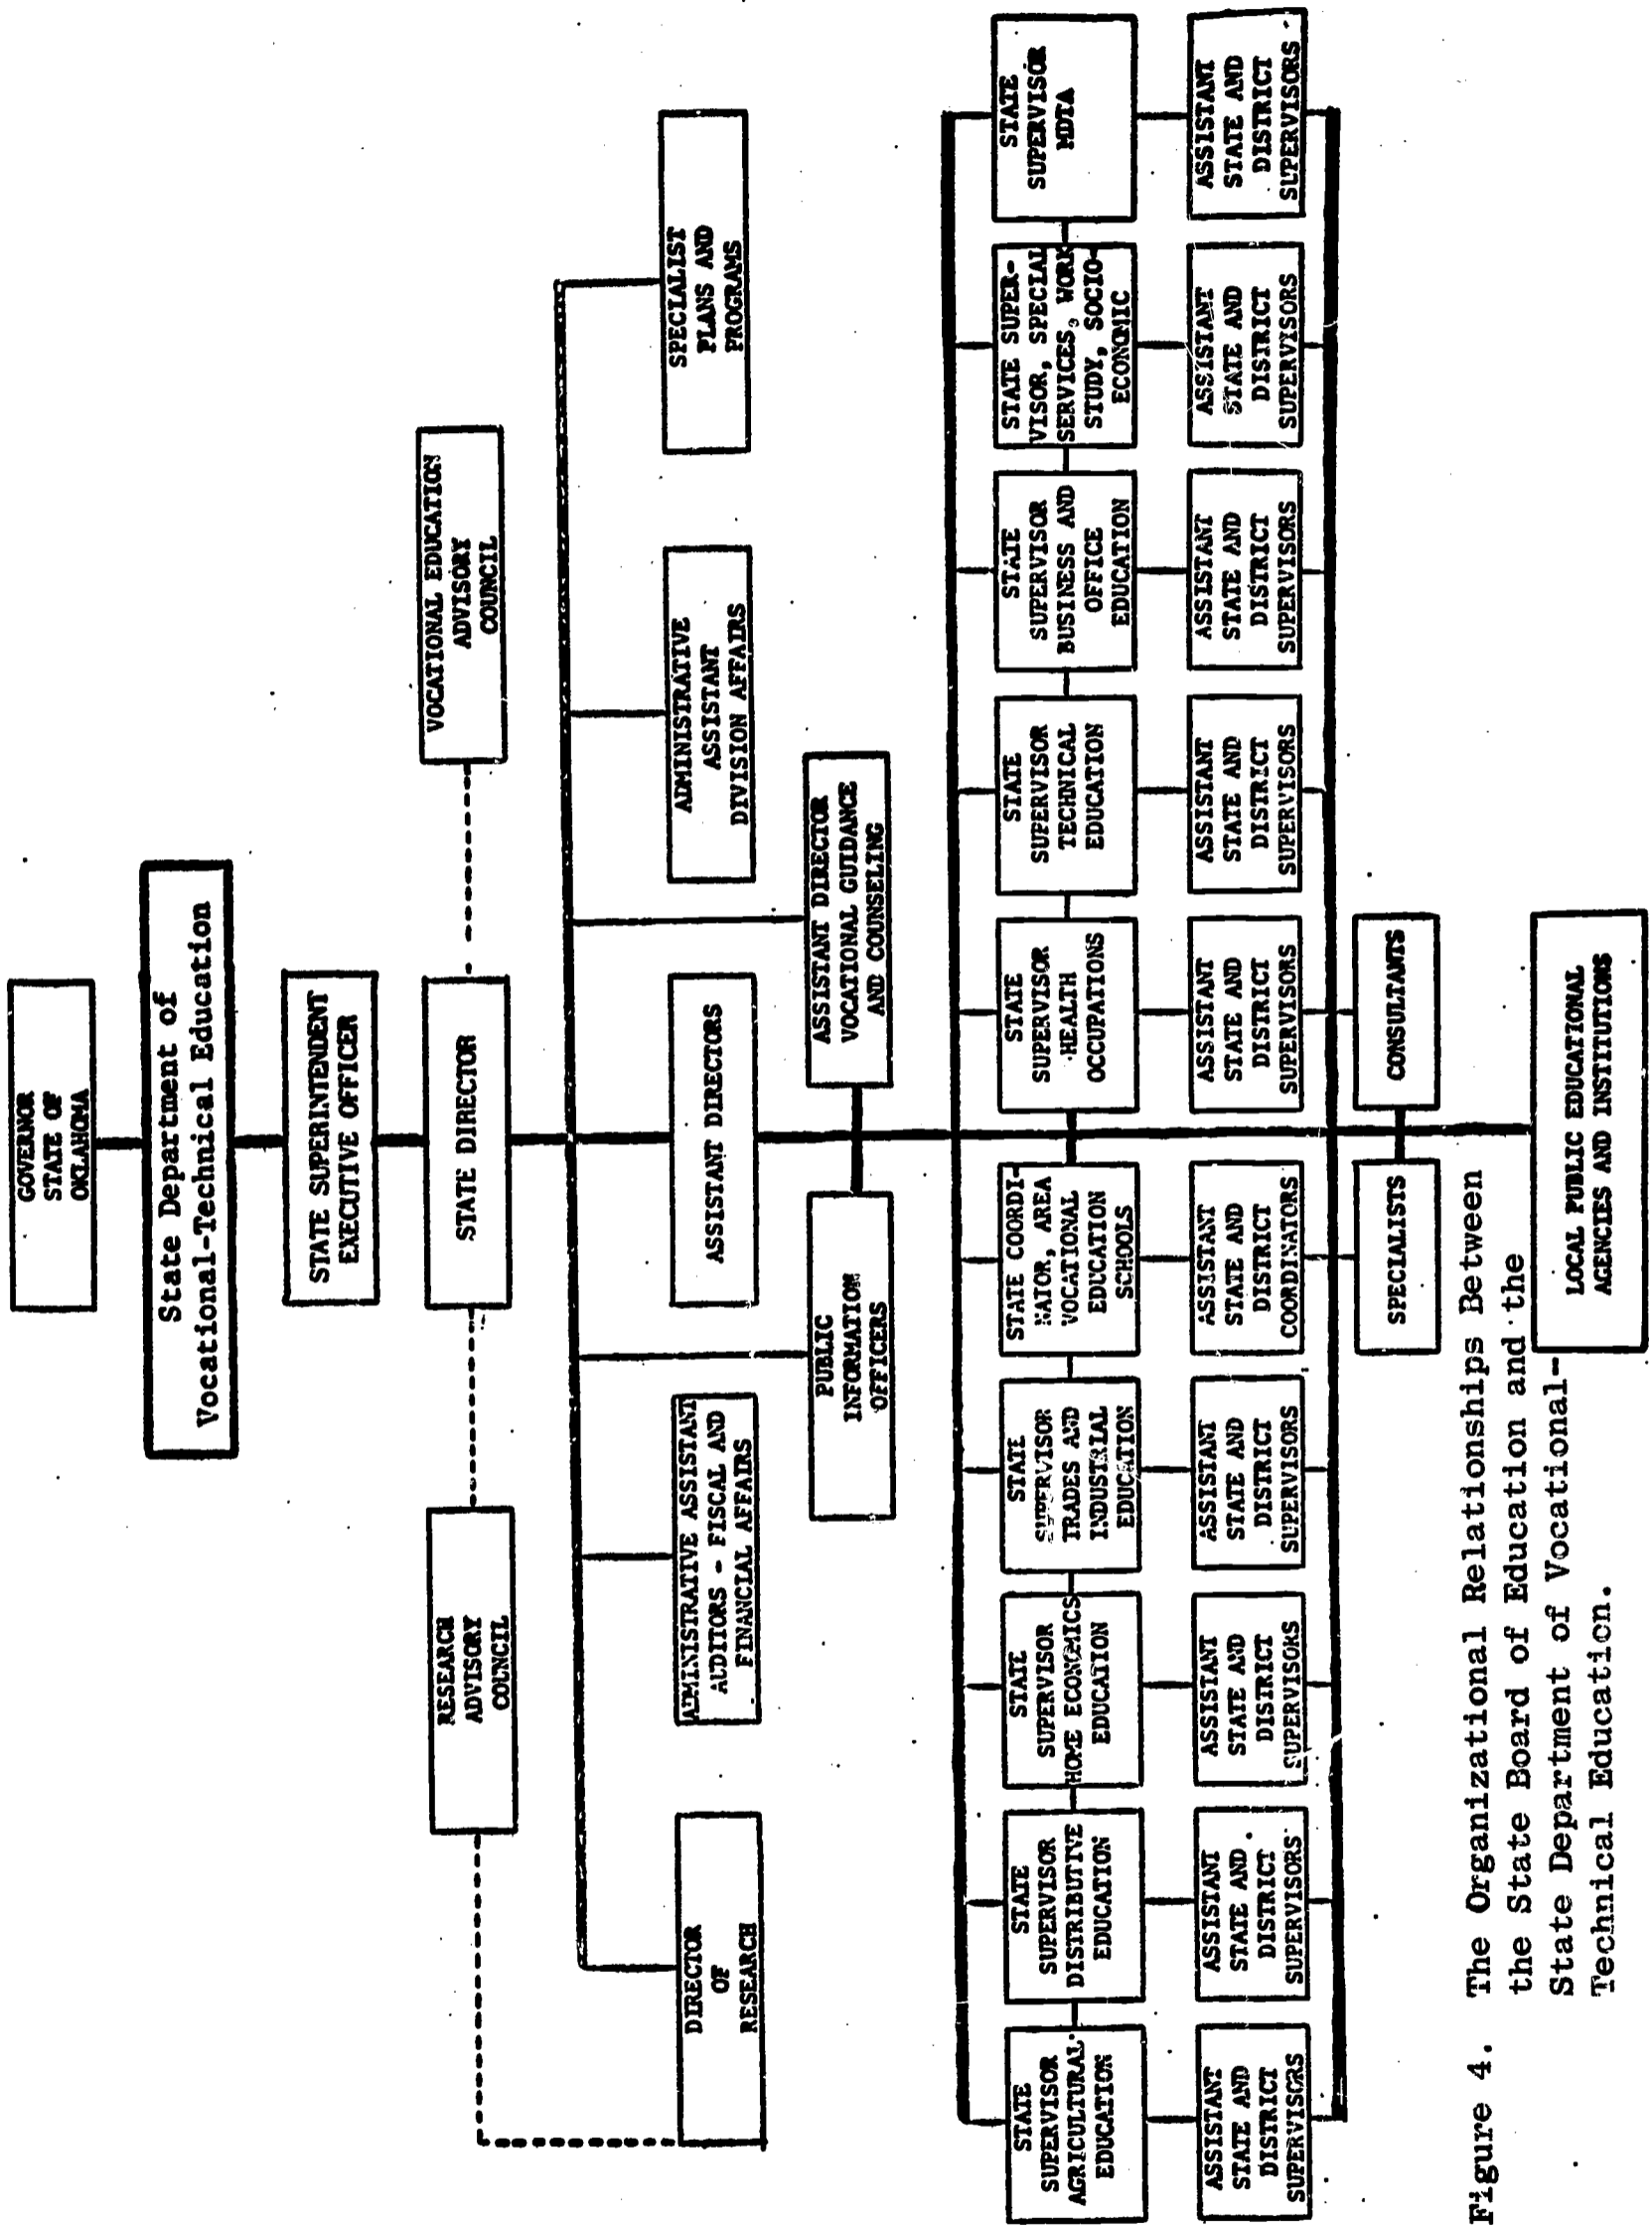 GOVERNOR
STATE OF
OKLAHOMA
State Department of
Vocational-Technical Education
STATE SUPERINTENDENT
EXECUTIVE OFFICER
RESEARCH
ADVISORY
COUNCIL
STATE DIRECTOR
VOCATIONAL EDUCATION
ADVISORY
COUNCIL
DIRECTOR
OF
RESEARCH
ADMINISTRATIVE ASSISTANT
AUDITORS - FISCAL AND
FINANCIAL AFFAIRS
ASSISTANT DIRECTORS
ADMINISTRATIVE
ASSISTANT
DIVISION AFFAIRS
SPECIALIST
PLANS AND
PROGRAMS
PUBLIC
INFORMATION
OFFICERS
ASSISTANT DIRECTOR
VOCATIONAL GUIDANCE
AND COUNSELING
STATE
SUPERVISOR
AGRICULTURAL
EDUCATION
STATE
SUPERVISOR
DISTRIBUTIVE
EDUCATION
STATE
SUPERVISOR
HOME ECONOMICS
EDUCATION
STATE
SUPERVISOR
TRADES AND
INDUSTRIAL
EDUCATION
STATE COORDI-
NATOR, AREA
VOCATIONAL
EDUCATION
SCHOOLS
STATE
SUPERVISOR
HEALTH
OCCUPATIONS
STATE
SUPERVISOR
TECHNICAL
EDUCATION
STATE
SUPERVISOR
BUSINESS AND
OFFICE
EDUCATION
STATE SUPER-
VISOR, SPECIAL
SERVICES, WORK
STUDY, SOCIO-
ECONOMIC
STATE
SUPERVISOR
MDTA
ASSISTANT
STATE AND
DISTRICT
SUPERVISORS
ASSISTANT
STATE AND
DISTRICT
SUPERVISORS
ASSISTANT
STATE AND
DISTRICT
SUPERVISORS
ASSISTANT
STATE AND
DISTRICT
SUPERVISORS
ASSISTANT
STATE AND
DISTRICT
COORDINATORS
ASSISTANT
STATE AND
DISTRICT
SUPERVISORS
ASSISTANT
STATE AND
DISTRICT
SUPERVISORS
ASSISTANT
STATE AND
DISTRICT
SUPERVISORS
ASSISTANT
STATE AND
DISTRICT
SUPERVISORS
ASSISTANT
STATE AND
DISTRICT
SUPERVISORS
SPECIALISTS
CONSULTANTS
LOCAL PUBLIC EDUCATIONAL
AGENCIES AND INSTITUTIONS
Figure 4. The Organizational Relationships Between
the State Board of Education and the
State Department of Vocational-
Technical Education.